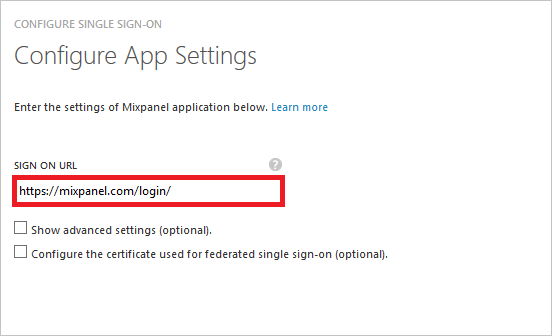 CONFIGURE SINGLE SIGN-ON
Configure App Settings
Enter the settings of Mixpanel application below. Learn more
SIGN ON URL
?
https://mixpanel.com/login/
Show advanced settings (optional).
Configure the certificate used for federated single sign-on (optional).